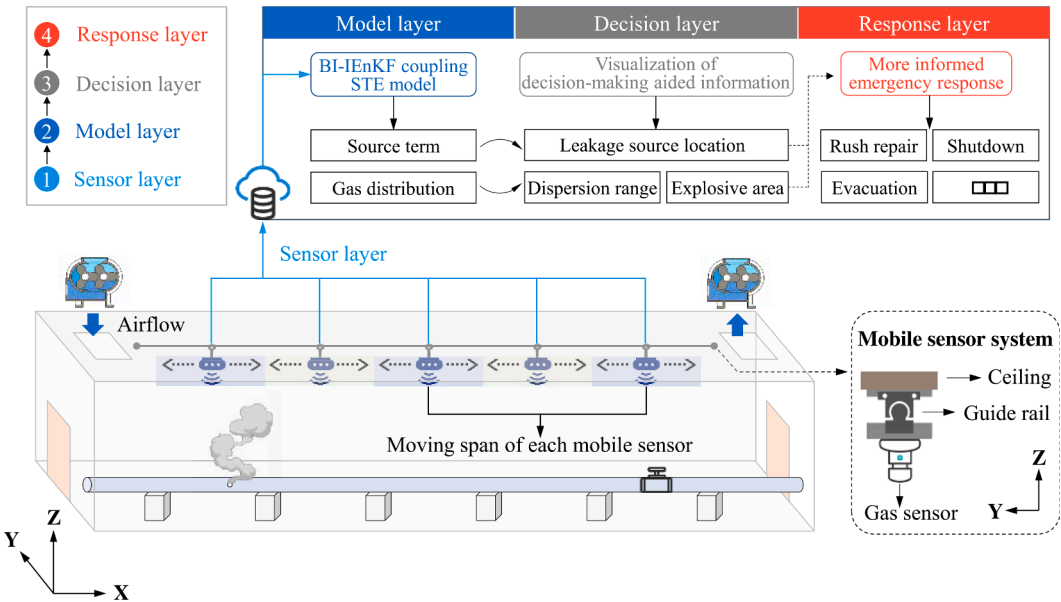 4 Response layer
3 Decision layer
2 Model layer
1 Sensor layer
Model layer
Decision layer
Response layer
BI-IEnKF coupling
STE model
Visualization of
decision-making aided information
More informed
emergency response
Source term
Leakage source location
Rush repair
Shutdown
Gas distribution
Dispersion range
Explosive area
Evacuation
Sensor layer
Airflow
Moving span of each mobile sensor
Mobile sensor system
Ceiling
Guide rail
Gas sensor
Z
Y
Z
Y
X